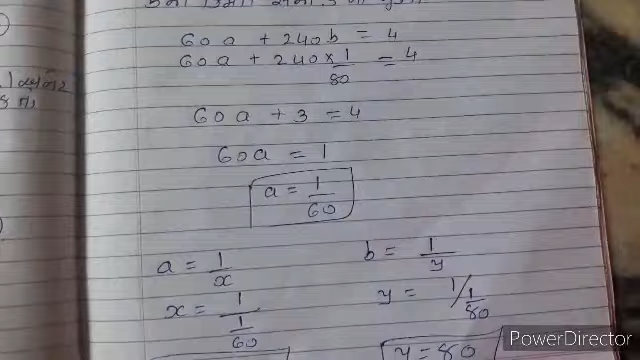 60a + 240b = 4
60a + 240 × 1/80 = 4
60a + 3 = 4
60a = 1
a = 1/60
a = 1/x
b = 1/y
x = 1/(1/60)
y = 1/(1/80)
y = 80
PowerDirector